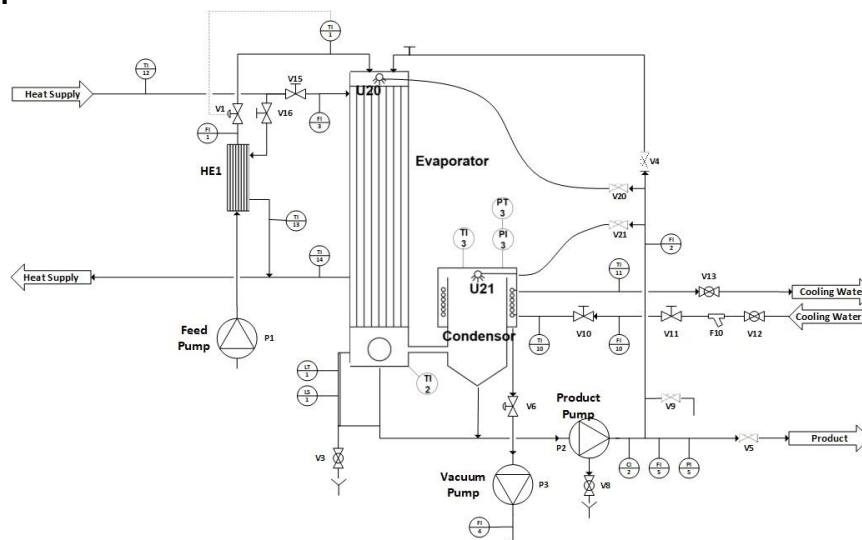 TI
1
TI
12
V15
U20
Heat Supply
V1
V16
FI
1
FI
3
HE1
Evaporator
V4
V20
PT
3
V21
TI
3
PI
3
FI
2
TI
13
TI
14
TI
11
V13
Heat Supply
U21
Cooling Water
Condensor
Cooling Water
Feed
Pump
P1
TI
10
V10
FI
10
V11
F10
V12
LT
1
TI
2
LS
1
V6
Product
Pump
V9
P2
Product
V3
CI
2
FI
5
PI
5
V5
Vacuum
Pump
P3
V8
FI
4